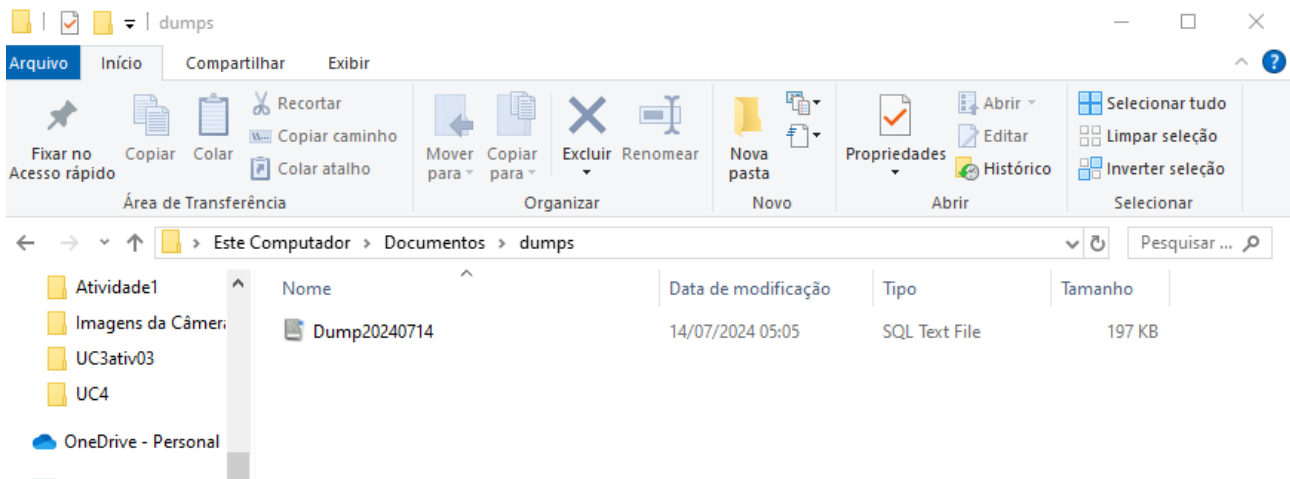 dumps
Arquivo Início Compartilhar Exibir
Fixar no Acesso rápido
Copiar
Colar
Recortar
Copiar caminho
Colar atalho
Área de Transferência
Mover para
Copiar para
Excluir
Renomear
Organizar
Nova pasta
Novo
Propriedades
Abrir
Editar
Histórico
Abrir
Selecionar tudo
Limpar seleção
Inverter seleção
Selecionar
Este Computador > Documentos > dumps
Pesquisar ...
Atividade1
Imagens da Câmera
UC3ativ03
UC4
OneDrive - Personal
Nome Data de modificação Tipo Tamanho
Dump20240714 14/07/2024 05:05 SQL Text File 197 KB